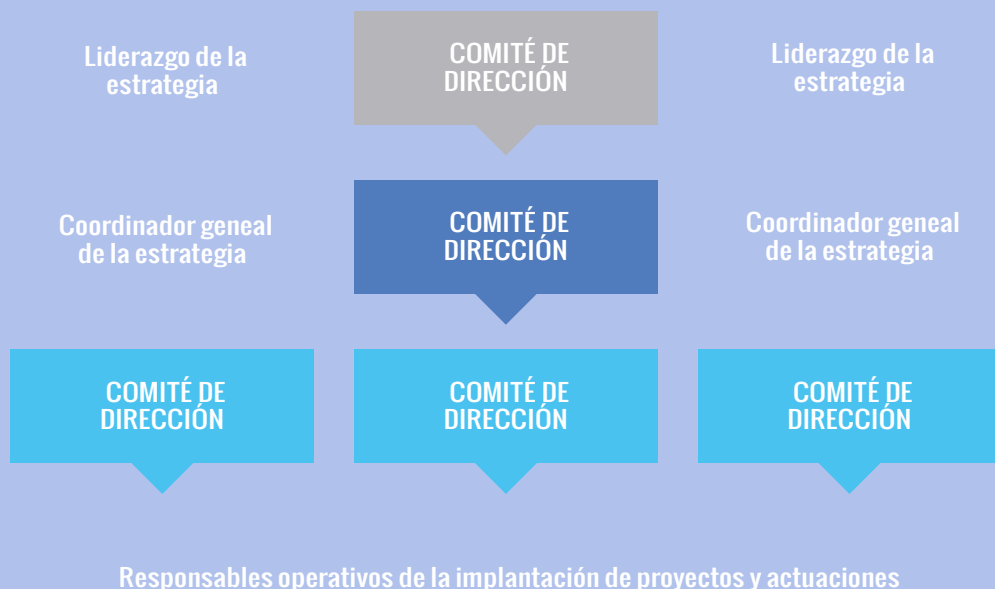 Liderazgo de la
estrategia
COMITÉ DE
DIRECCIÓN
Liderazgo de la
estrategia
Coordinador geneal
de la estrategia
COMITÉ DE
DIRECCIÓN
Coordinador geneal
de la estrategia
COMITÉ DE
DIRECCIÓN
COMITÉ DE
DIRECCIÓN
COMITÉ DE
DIRECCIÓN
Responsables operativos de la implantación de proyectos y actuaciones